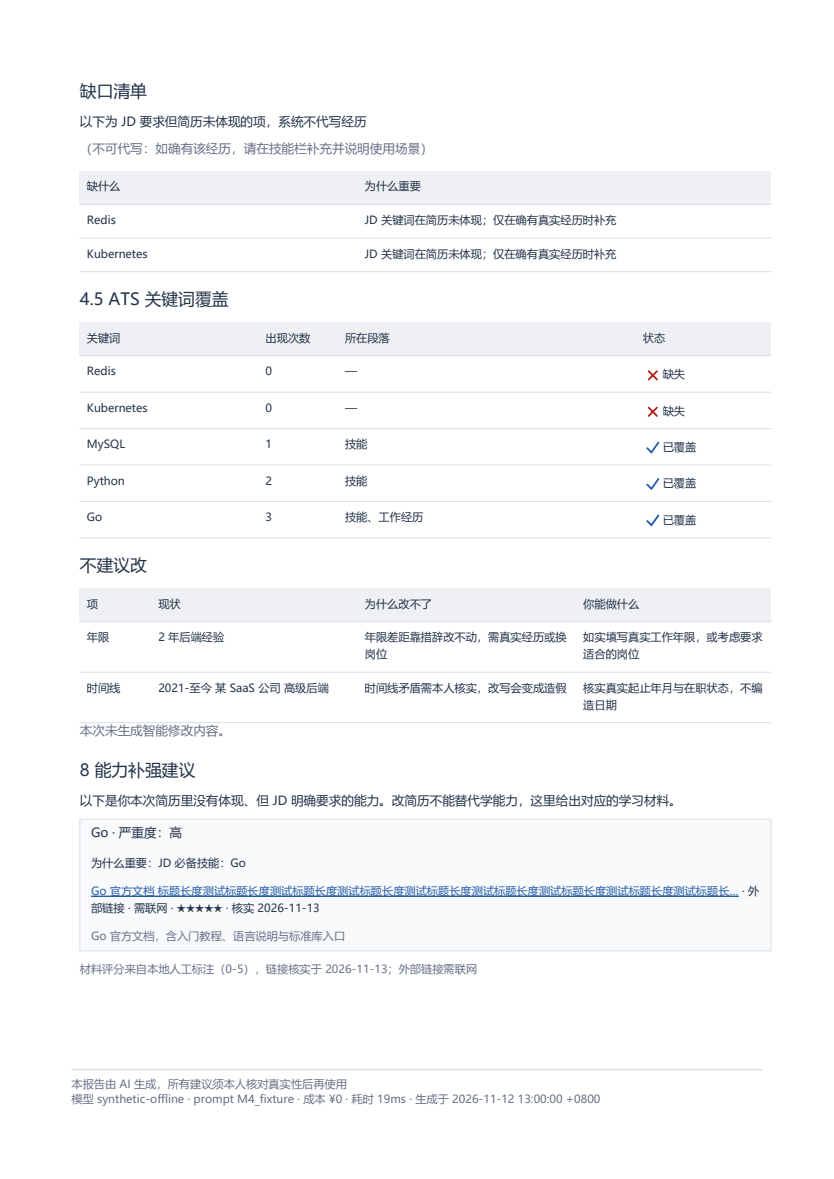 缺口清单
以下为 JD 要求但简历未体现的项，系统不代写经历
（不可代写：如确有该经历，请在技能栏补充并说明使用场景）
缺什么 为什么重要
Redis JD 关键词在简历未体现；仅在确有真实经历时补充
Kubernetes JD 关键词在简历未体现；仅在确有真实经历时补充
4.5 ATS 关键词覆盖
关键词 出现次数 所在段落 状态
Redis 0 — ✕ 缺失
Kubernetes 0 — ✕ 缺失
MySQL 1 技能 ✓ 已覆盖
Python 2 技能 ✓ 已覆盖
Go 3 技能、工作经历 ✓ 已覆盖
不建议改
项 现状 为什么改不了 你能做什么
年限 2 年后端经验 年限差距靠措辞改不动，需真实经历或换 如实填写真实工作年限，或考虑要求
岗位 适合的岗位
时间线 2021-至今 某 SaaS 公司 高级后端 时间线矛盾需本人核实，改写会变成造假 核实真实起止年月与在职状态，不编
造日期
本次未生成智能修改内容。
8 能力补强建议
以下是你本次简历里没有体现、但 JD 明确要求的能力。改简历不能替代学能力，这里给出对应的学习材料。
Go · 严重度：高
为什么重要：JD 必备技能：Go
Go 官方文档 标题长度测试标题长度测试标题长度测试标题长度测试标题长度测试标题长度测试标题长度测试标题长度测试标题长… · 外
部链接 · 需联网 · ★★★★★ · 核实 2026-11-13
Go 官方文档，含入门教程、语言说明与标准库入口
材料评分来自本地人工标注（0-5），链接核实于 2026-11-13；外部链接需联网
本报告由 AI 生成，所有建议须本人核对真实性后再使用
模型 synthetic-offline · prompt M4_fixture · 成本 ¥0 · 耗时 19ms · 生成于 2026-11-12 13:00:00 +0800